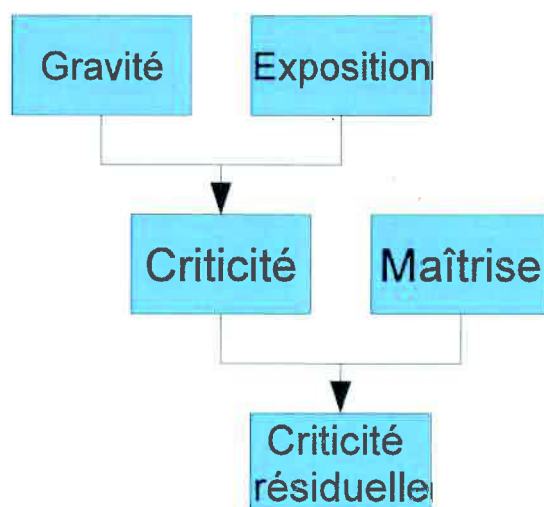 Gravité
Exposition
Criticité
Maîtrise
Criticité
résiduelle